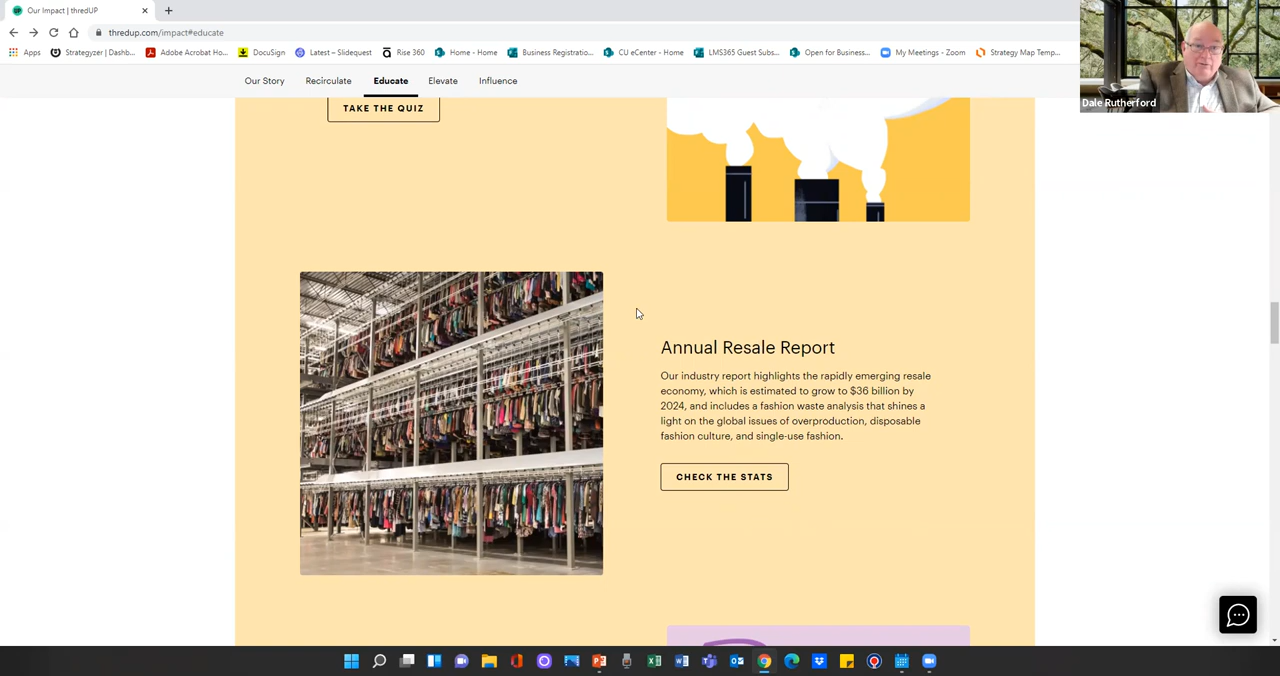 Our Impact | thredUP
thredup.com/impact#educate
Apps
Strategyzer | Dashb...
Adobe Acrobat Ho...
DocuSign
Latest – Slidequest
Rise 360
Home - Home
Business Registratio...
CU eCenter - Home
LMS365 Guest Subs...
Open for Business...
My Meetings - Zoom
Strategy Map Temp...
Dale Rutherford
Our Story
Recirculate
Educate
Elevate
Influence
TAKE THE QUIZ
Annual Resale Report
Our industry report highlights the rapidly emerging resale
economy, which is estimated to grow to $36 billion by
2024, and includes a fashion waste analysis that shines a
light on the global issues of overproduction, disposable
fashion culture, and single-use fashion.
CHECK THE STATS